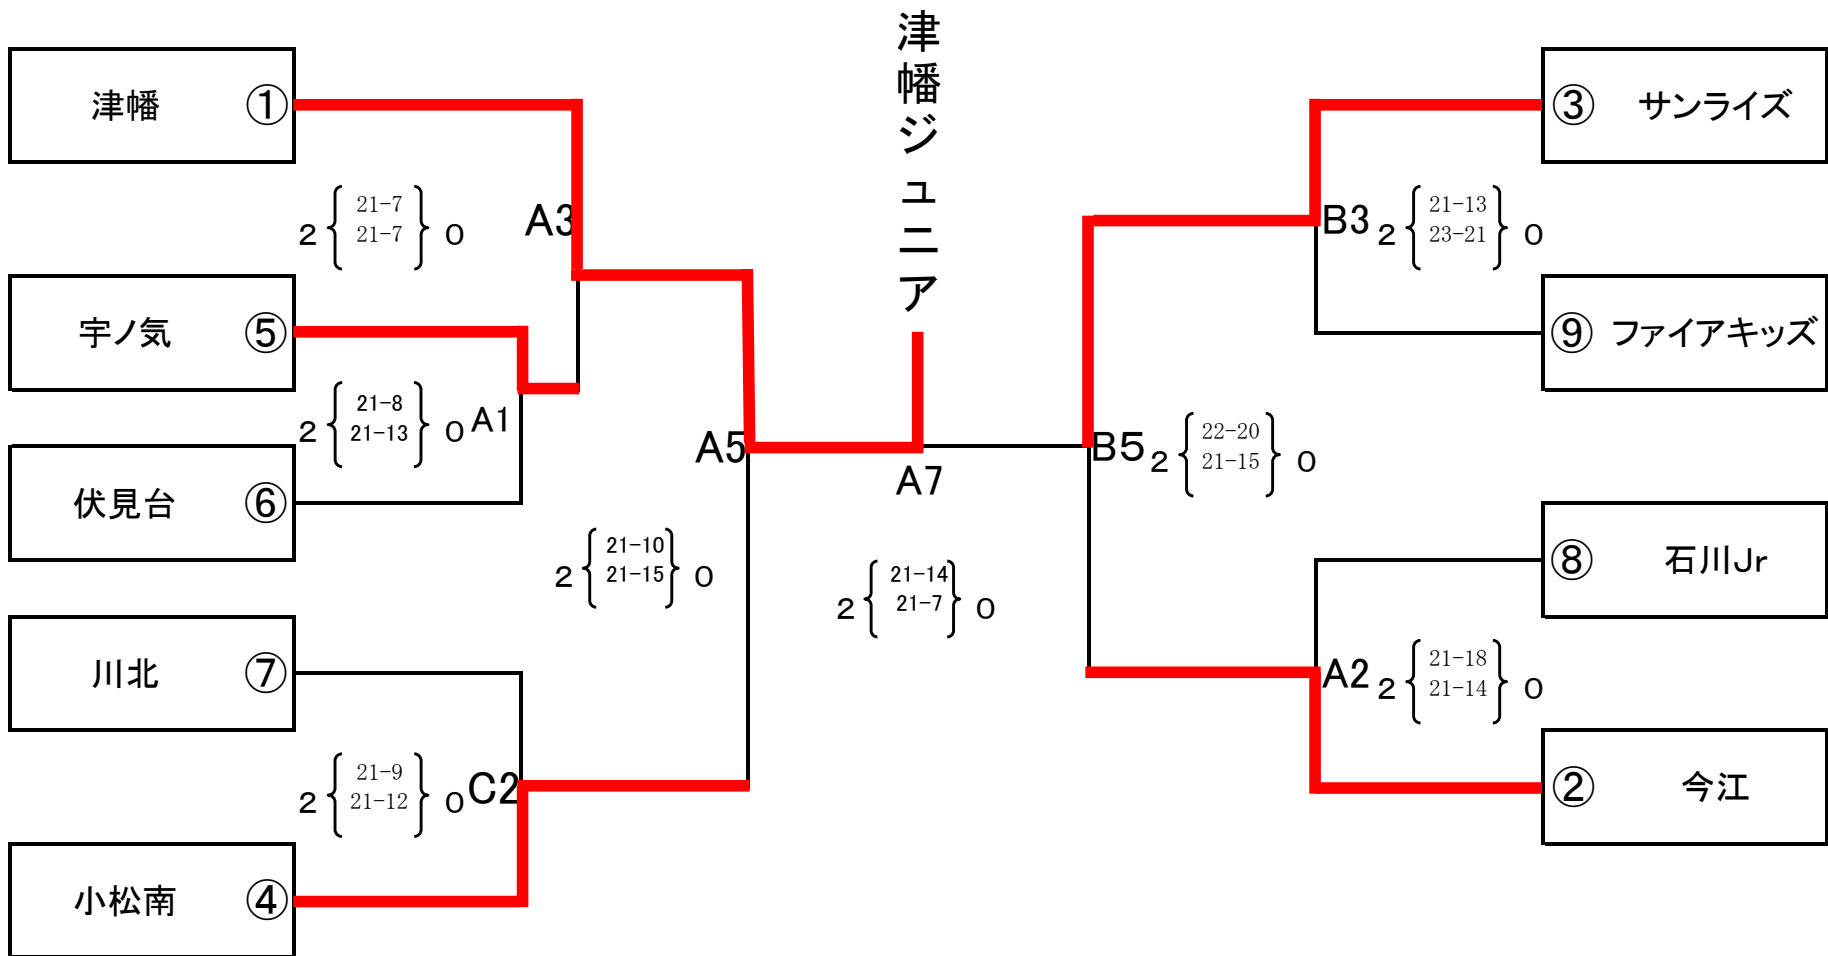 津幡ジュニア
津幡 ①
2 { 21-7 } 0
21-7
A3
宇ノ気 ⑤
2 { 21-8 } 0
21-13
A1
伏見台 ⑥
A5
2 { 21-10 } 0
21-15
川北 ⑦
2 { 21-9 } 0
21-12
C2
小松南 ④
A7
2 { 21-14 } 0
21-7
③ サンライズ
B3
2 { 21-13 } 0
23-21
⑨ ファイアキッズ
B5
2 { 22-20 } 0
21-15
⑧ 石川Jr
A2
2 { 21-18 } 0
21-14
② 今江